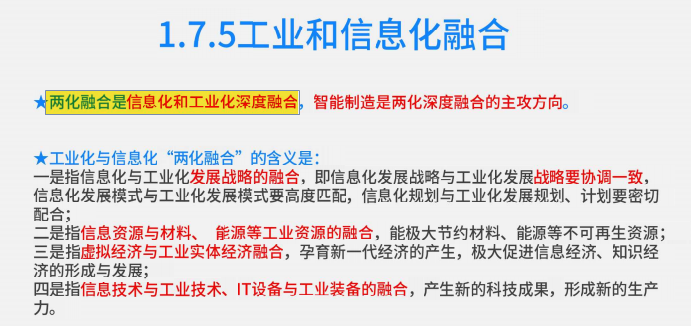 1.7.5工业和信息化融合
★两化融合是信息化和工业化深度融合，智能制造是两化深度融合的主攻方向。
★工业化与信息化“两化融合”的含义是：
一是指信息化与工业化发展战略的融合，即信息化发展战略与工业化发展战略要协调一致，
信息化发展模式与工业化发展模式要高度匹配，信息化规划与工业化发展规划、计划要密切
配合；
二是指信息资源与材料、 能源等工业资源的融合，能极大节约材料、能源等不可再生资源；
三是指虚拟经济与工业实体经济融合，孕育新一代经济的产生，极大促进信息经济、知识经
济的形成与发展；
四是指信息技术与工业技术、IT设备与工业装备的融合，产生新的科技成果，形成新的生产
力。